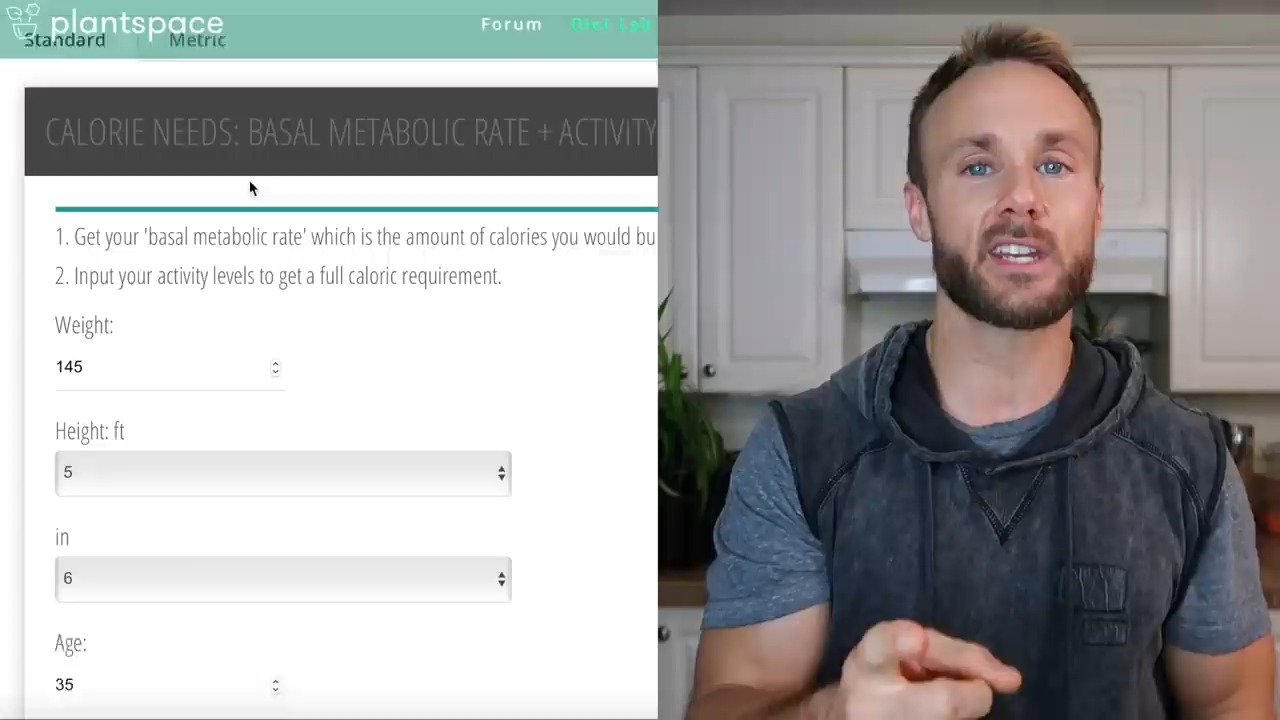 plantspace
Forum
Diet Lab
Standard
Metric
CALORIE NEEDS: BASAL METABOLIC RATE + ACTIVITY
1. Get your 'basal metabolic rate' which is the amount of calories you would bu
2. Input your activity levels to get a full caloric requirement.
Weight:
145
Height: ft
5
in
6
Age:
35